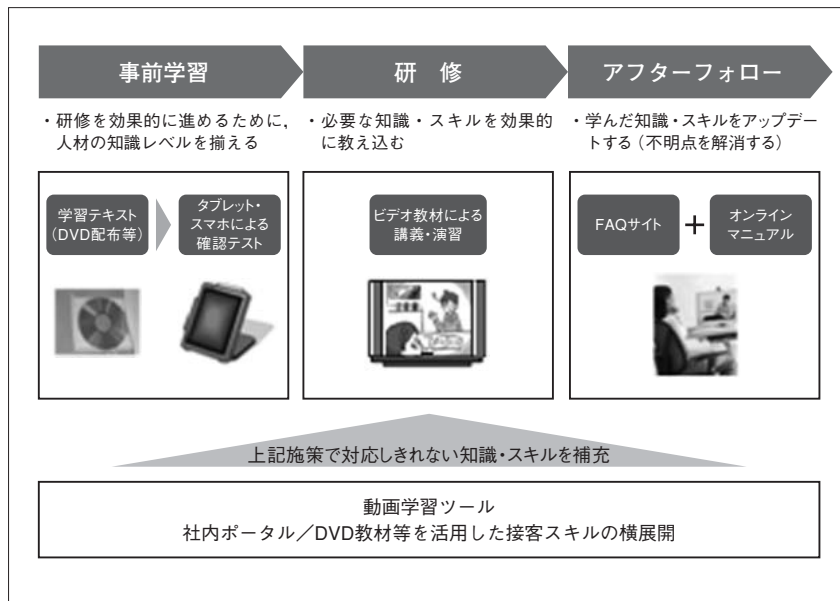 事前学習
研 修
アフターフォロー
・研修を効果的に進めるために,
人材の知識レベルを揃える
・必要な知識・スキルを効果的
に教え込む
・学んだ知識・スキルをアップデー
トする(不明点を解消する)
学習テキスト
(DVD配布等)
タブレット・
スマホによる
確認テスト
ビデオ教材による
講義・演習
FAQサイト
+
オンライン
マニュアル
上記施策で対応しきれない知識・スキルを補充
動画学習ツール
社内ポータル/DVD教材等を活用した接客スキルの横展開